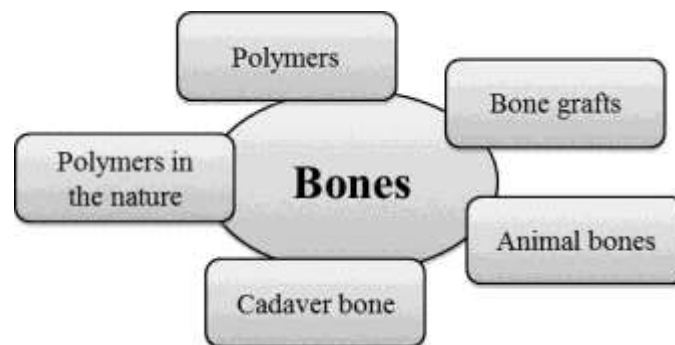 Polymers
Bone grafts
Polymers in
the nature
Bones
Animal bones
Cadaver bone